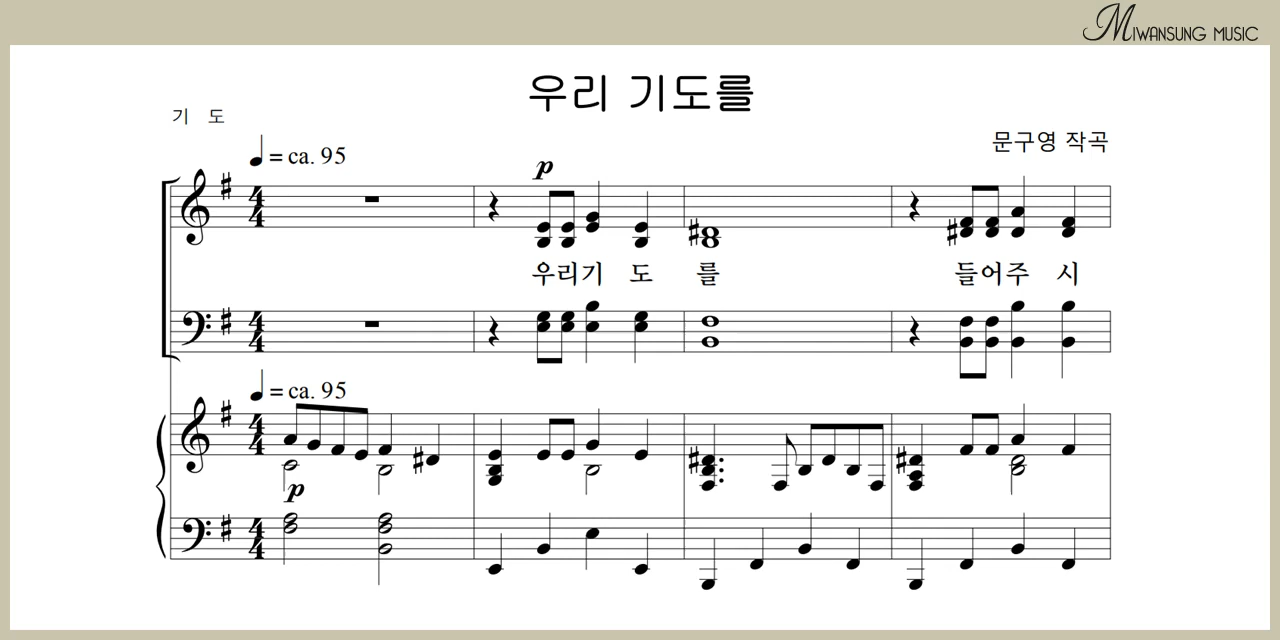 MIWANSUNG MUSIC
우리 기도를
기 도
문구영 작곡
= ca. 95
p
우리기 도 를 들어주 시
= ca. 95
p